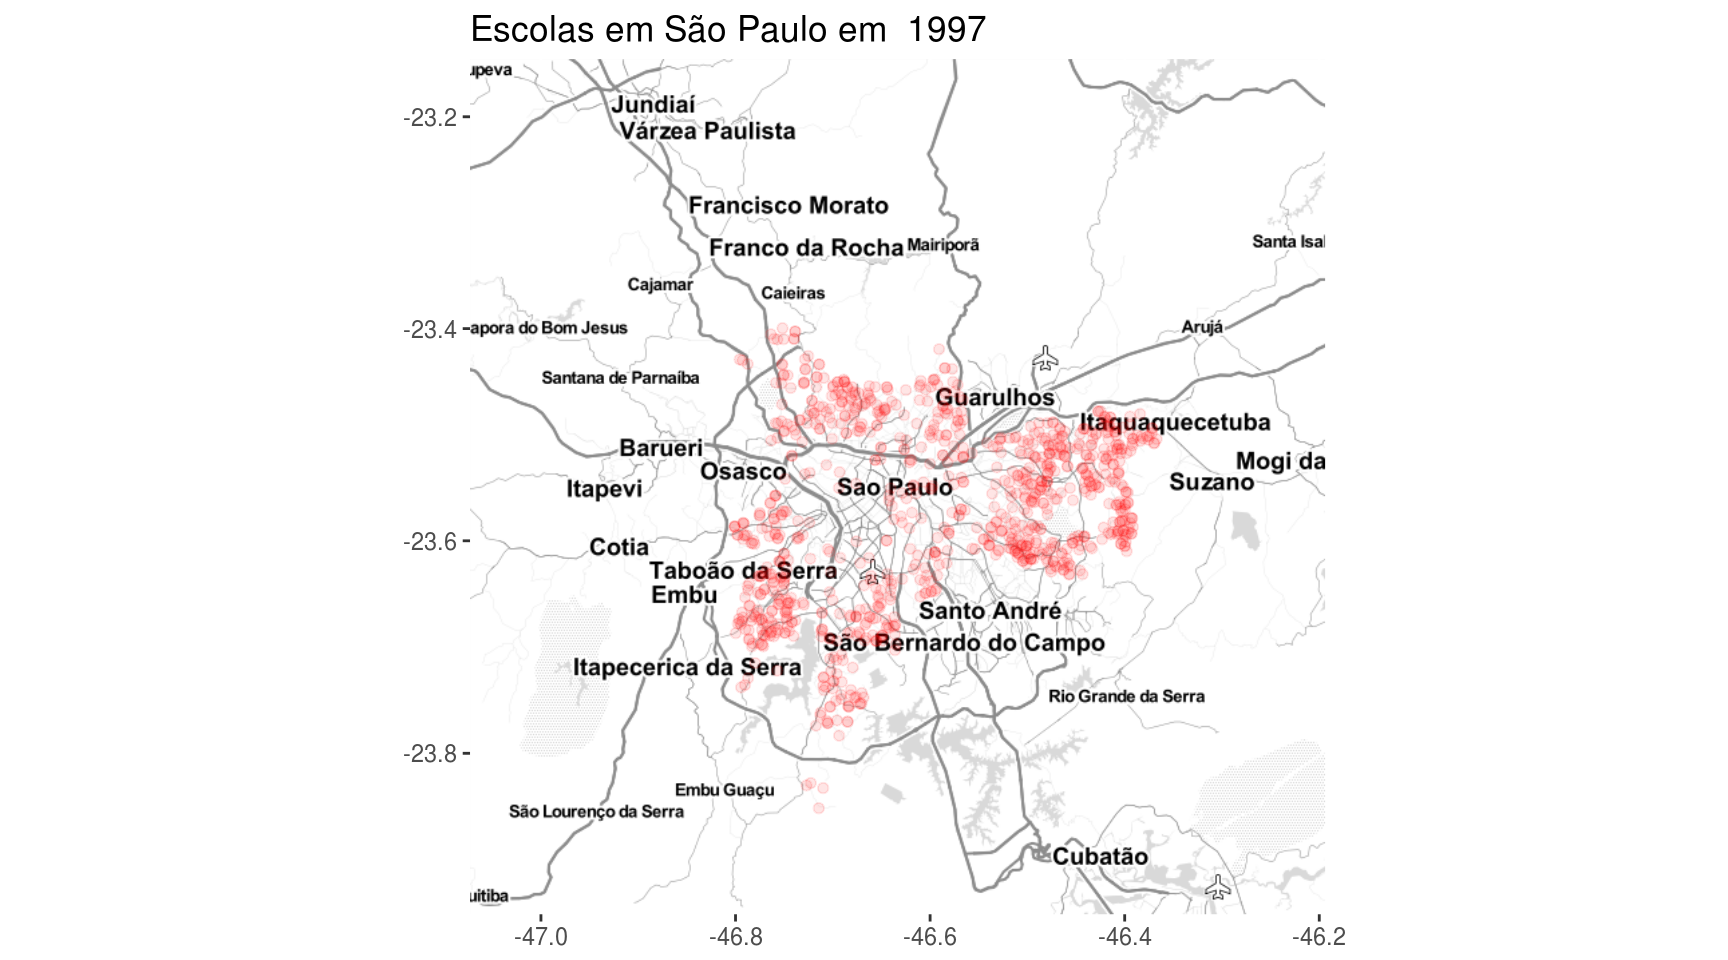 Escolas em São Paulo em  1997
upeva
Jundiaí
-23.2
Várzea Paulista
Francisco Morato
Santa Isal
Franco da Rocha Mairiporã
Cajamar
Caieiras
-23.4
apora do Bom Jesus
Arujá
Santana de Parnaíba
Guarulhos
Itaquaquecetuba
Barueri
Mogi da
Osasco
Suzano
Itapevi
Sao Paulo
-23.6
Cotia
Taboão da Serra
Embu
Santo André
São Bernardo do Campo
Itapecerica da Serra
Rio Grande da Serra
-23.8
Embu Guaçu
São Lourenço da Serra
Cubatão
uitiba
-47.0
-46.8
-46.6
-46.4
-46.2